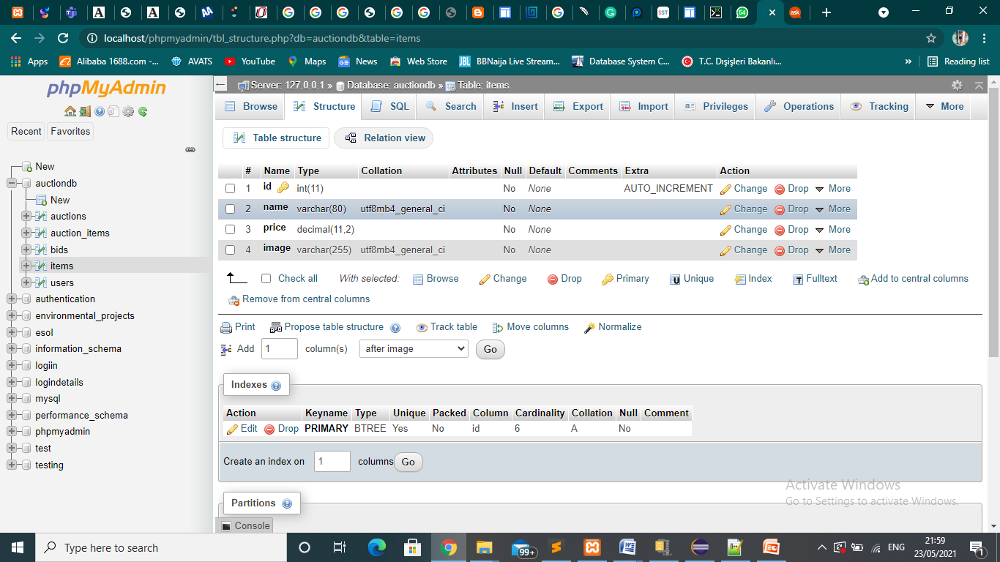 localhost/phpmyadmin/tbl_structure.php?db=auctiondb&table=items
Apps Alibaba 1688.com -... AVATS YouTube Maps News Web Store BBNaija Live Stream... Database System C... T.C. Dışişleri Bakanlı... » Reading list
phpMyAdmin
Recent Favorites
New
auctiondb
New
auctions
auction_items
bids
items
users
authentication
environmental_projects
esol
information_schema
logiin
logindetails
mysql
performance_schema
phpmyadmin
test
testing
Server: 127.0.0.1 » Database: auctiondb » Table: items
Browse Structure SQL Search Insert Export Import Privileges Operations Tracking More
Table structure Relation view
# Name Type Collation Attributes Null Default Comments Extra Action
1 id int(11) No None AUTO_INCREMENT Change Drop More
2 name varchar(80) utf8mb4_general_ci No None Change Drop More
3 price decimal(11,2) No None Change Drop More
4 image varchar(255) utf8mb4_general_ci No None Change Drop More
Check all With selected: Browse Change Drop Primary Unique Index Fulltext Add to central columns
Remove from central columns
Print Propose table structure Track table Move columns Normalize
Add 1 column(s) after image Go
Indexes
Action Keyname Type Unique Packed Column Cardinality Collation Null Comment
Edit Drop PRIMARY BTREE Yes No id 6 A No
Create an index on 1 columns Go
Partitions
Console
Activate Windows
Go to Settings to activate Windows.
Type here to search
99+
ENG
21:59
23/05/2021
1